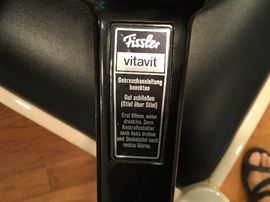 Fissler
vitavit
Gebrauchsanleitung
beachten
Gut schließen
(Stiel über Stiel)
Erst öffnen, wenn
drucklos. Dazu
Kontrollschalter
nach links drehen
und Deckelstiel nach
rechts führen.